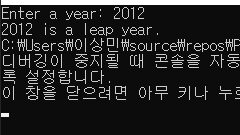 Enter a year: 2012
2012 is a leap year.
C:₩Users₩이상민₩source₩repos₩P
디버깅이 중지될 때 콘솔을 자동
록 설정합니다.
이 창을 닫으려면 아무 키나 누르